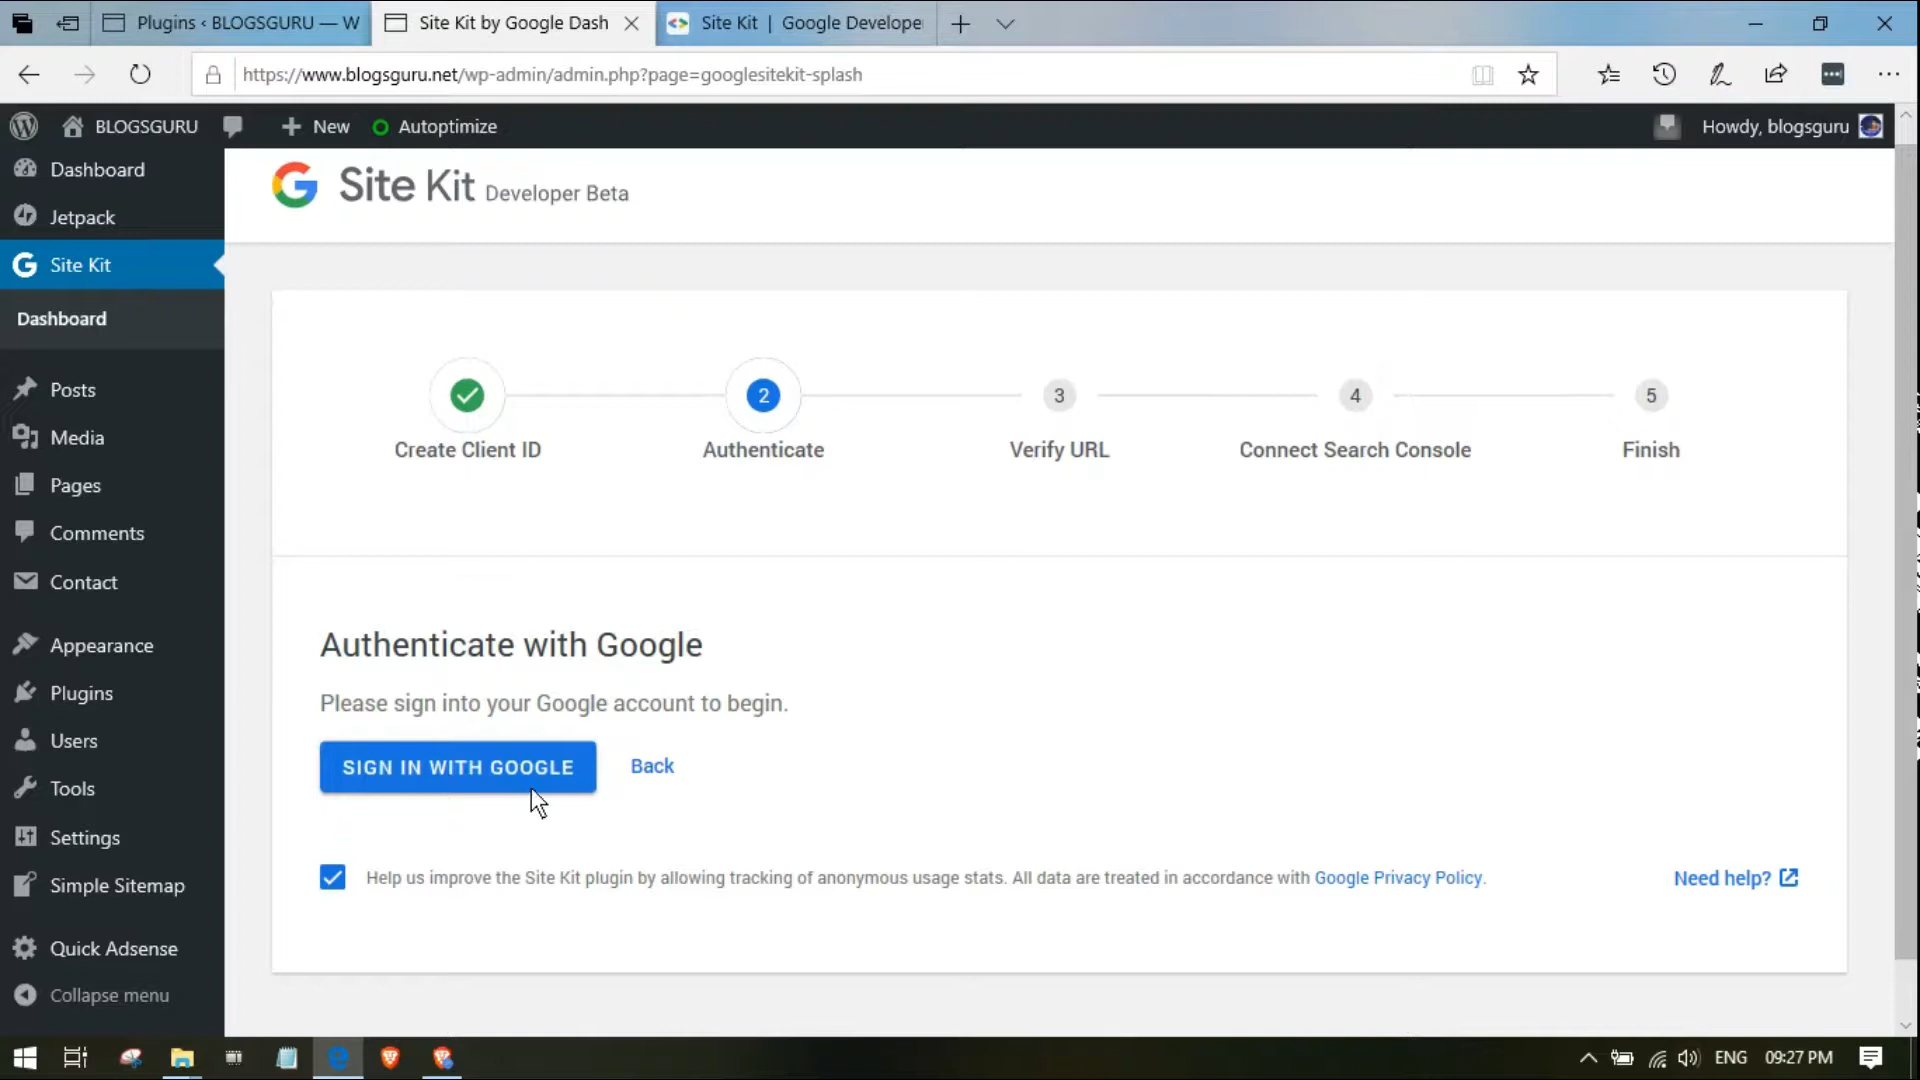 Plugins ‹ BLOGSGURU — W
Site Kit by Google Dash
Site Kit | Google Develope
https://www.blogsguru.net/wp-admin/admin.php?page=googlesitekit-splash
BLOGSGURU
New
Autoptimize
Howdy, blogsguru
Dashboard
Jetpack
Site Kit
Dashboard
Posts
Media
Pages
Comments
Contact
Appearance
Plugins
Users
Tools
Settings
Simple Sitemap
Quick Adsense
Collapse menu
Site Kit Developer Beta
2
3
4
5
Create Client ID
Authenticate
Verify URL
Connect Search Console
Finish
Authenticate with Google
Please sign into your Google account to begin.
SIGN IN WITH GOOGLE
Back
Help us improve the Site Kit plugin by allowing tracking of anonymous usage stats. All data are treated in accordance with Google Privacy Policy.
Need help?
ENG
09:27 PM